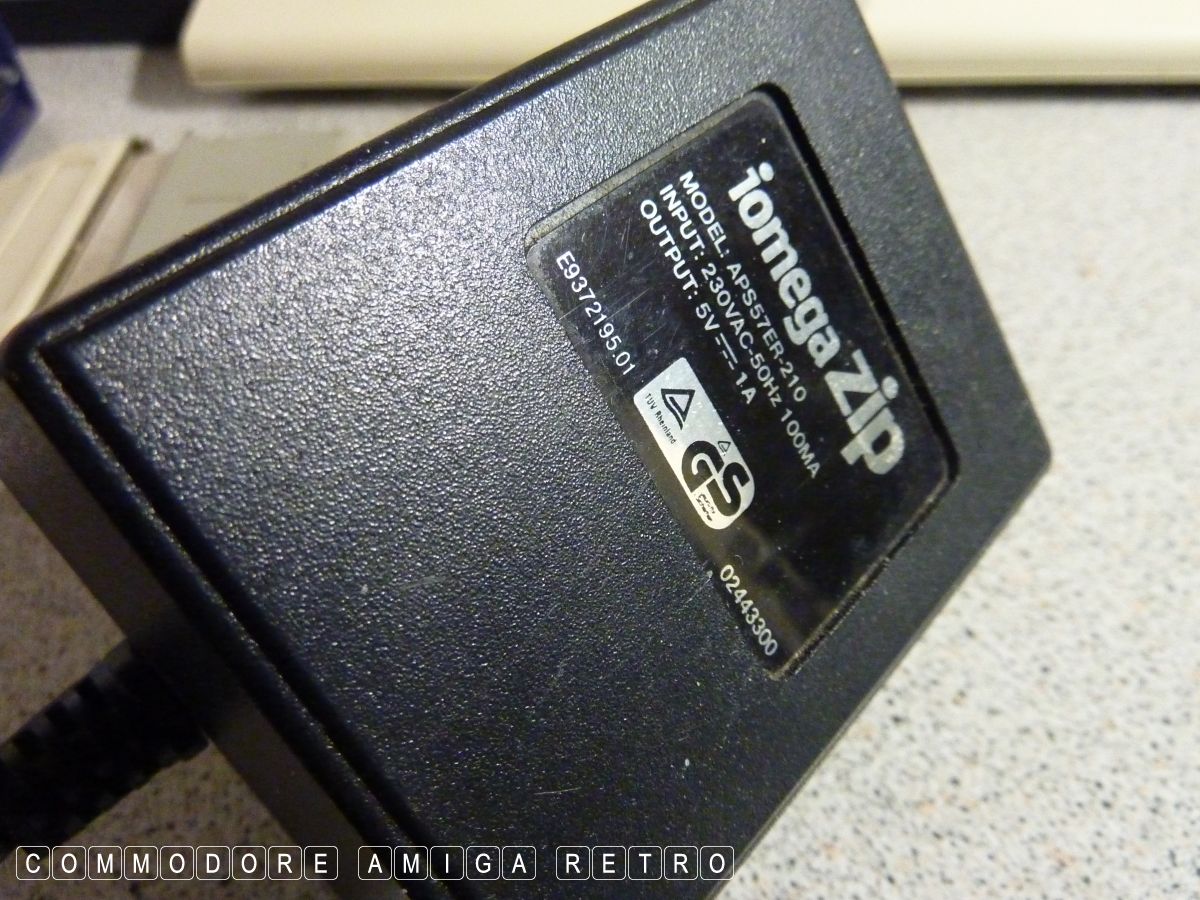 iomega zip
MODEL: APS57ER-210
INPUT: 230VAC-50Hz 100MA
OUTPUT: 5V ⎓ 1A
E9372195.01
TUV Rheinland
GS
02443300
COMMODORE AMIGA RETRO